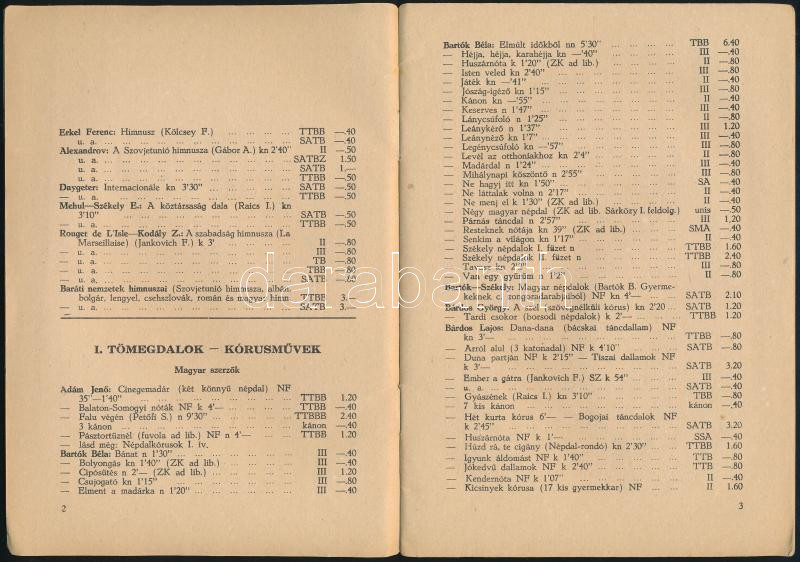 Erkel Ferenc: Himnusz (Kölcsey F.) ... ... ... ... TTBB —.40
— u. a. ... ... ... ... ... ... ... ... SATB —.40
Alexandrov: A Szovjetunió himnusza (Gábor A.) kn 2'40" II —.50
— u. a. ... ... ... ... ... ... ... SATBZ 1.50
— u. a. ... ... ... ... ... ... ... SATB 1.—
— u. a. ... ... ... ... ... ... ... TTBB —.50
Daygeter: Internacionále kn 3'30" ... ... ... ... SATB —.50
— u. a. ... ... ... ... ... ... ... TTBB —.50
Mehul—Székely E.: A köztársaság dala (Raics I.) kn
3'10" ... ... ... ... ... ... ... SATB —.50
— u. a. ... ... ... ... ... ... ... TTBB —.50
Rouget de L'Isle—Kodály Z.: A szabadság himnusza (La
Marseillaise) (Jankovich F.) k 3' ... ... ... II —.80
— u. a. ... ... ... ... ... ... ... III —.80
— u. a. ... ... ... ... ... ... ... TB —.80
— u. a. ... ... ... ... ... ... ... TBB —.80
— u. a. ... ... ... ... ... ... ... SATB
Baráti nemzetek himnuszai (Szovjetunió himnusza, albán,
bolgár, lengyel, csehszlovák, román és magyar himn. TTBB 3.—
— u. a. ... ... ... ... ... ... ... SATB 3.—
I. TÖMEGDALOK — KÓRUSMŰVEK
Magyar szerzők
Ádám Jenő: Cinegemadár (két könnyű népdal) NF
35"—1'40" ... ... ... ... ... ... TTBB 1.20
— Balaton-Somogyi nóták NF k 4'— ... ... ... TTBB —.40
— Falu végén (Petőfi S.) n 9'30" ... ... ... TTBBB 2.40
— 3 kánon ... ... ... ... ... ... ... kánon —.40
— Pásztortűznél (fuvola ad lib.) NF n 4'— ... ... TTBB 1.20
— lásd még: Népdalkórusok I. ív.
Bartók Béla: Bánat n 1'30" ... ... ... ... ... III —.40
— Bolyongás kn 1'40" (ZK ad lib.) ... ... ... III —.40
— Cipósütés n 2'— (ZK ad lib.) ... ... ... ... III 1.20
— Csujogató kn 1'15" ... ... ... ... ... ... III —.80
— Elment a madárka n 1'20" ... ... ... ... III —.40
2
Bartók Béla: Elmúlt időkből nn 5'30" ... ... ... ... TBB 6.40
— Héjja, héjja, karahéjja kn —'40" ... ... ... III —.40
— Huszárnóta k 1'20" (ZK ad lib.) ... ... ... II —.80
— Isten veled kn 2'40" ... ... ... ... ... III —.80
— Játék kn —'41" ... ... ... ... ... ... II —.40
— Jószág-igéző kn 1'15" ... ... ... ... ... III —.80
— Kánon kn —'55" ... ... ... ... ... ... II —.40
— Keserves n 1'47" ... ... ... ... ... ... II —.40
— Lánycsúfoló n 1'25" ... ... ... ... ... III —.80
— Leánykérő n 1'37" ... ... ... ... ... III 1.20
— Leánynéző k 1'7" ... ... ... ... ... II —.40
— Legénycsúfoló kn —'57" ... ... ... ... II —.80
— Levél az otthoniakhoz kn 2'4" ... ... ... II —.80
— Madárdal n 1'24" ... ... ... ... ... III —.40
— Mihálynapi köszöntő n 2'55" ... ... ... III —.80
— Ne hagyj itt kn 1'50" ... ... ... ... SA —.40
— Ne láttalak volna n 2'17" ... ... ... ... II —.40
— Ne menj el k 1'30" (ZK ad lib.) ... ... ... II —.40
— Négy magyar népdal (ZK ad lib. Sárközy I. feldolg.) unis —.50
— Párnás táncdal n 2'57" ... ... ... ... III 1.20
— Resteknek nótája kn 39" (ZK ad lib.) ... ... SMA —.40
— Senkim a világon kn 1'17" ... ... ... ... II —.40
— Székely népdalok I. füzet n ... ... ... TTBB 1.60
— Székely népdalok II. füzet n ... ... ... TTBB 2.40
— Tavasz kn ... ... ... ... III —.80
— Van egy gyűrűm n 1'2" ... ... ... ... II —.80
Bartók—Székely: Magyar népdalok (Bartók B. Gyerme-
keknek c. zongoradarabjaiból) NF kn 4'— ... SATB 2.10
Bárdos György: A szél (szövegnélküli kórus) kn 2'20 ... SATB 1.20
— Tardi csokor (borsodi népdalok) k 2'— ... ... TTBB 1.20
Bárdos Lajos: Dana-dana (bácskai táncdallam) NF
kn 3'— ... ... ... ... ... ... ... TTB —.80
— Arról alul (3 katonadal) NF k 4'10" ... ... ... SATB —.80
— Duna partján NF k 2'15" — Tiszai dallamok NF
k 3'— ... ... ... ... ... ... ... SATB 3.20
— Ember a gátra (Jankovich F.) SZ k 54" ... ... III —.40
— u. a. ... ... ... ... ... ... ... SATB —.40
— Gyászének (Raics I.) kn 3'10" ... ... ... TBB —.80
— 7 kis kánon ... ... ... ... ... ... kánon —.40
— Hét kurta kórus 6'— — Bogojai táncdalok NF
k 2'45" ... ... ... ... ... ... ... SATB 3.20
— Huszárnóta NF k 1'— ... ... ... ... SSA —.40
— Húzd rá, te cigány (Népdal-rondó) kn 2'30" ... TTBB 1.60
— Igyunk áldomást NF k 1'40" ... ... ... TTB —.80
— Jókedvű dallamok NF k 2'40" ... ... ... TTB —.80
— Kendernóta NF k 1'07" ... ... ... ... II —.40
— Kicsinyek kórusa (17 kis gyermekkar) NF ... ... II 1.60
3
darabanth